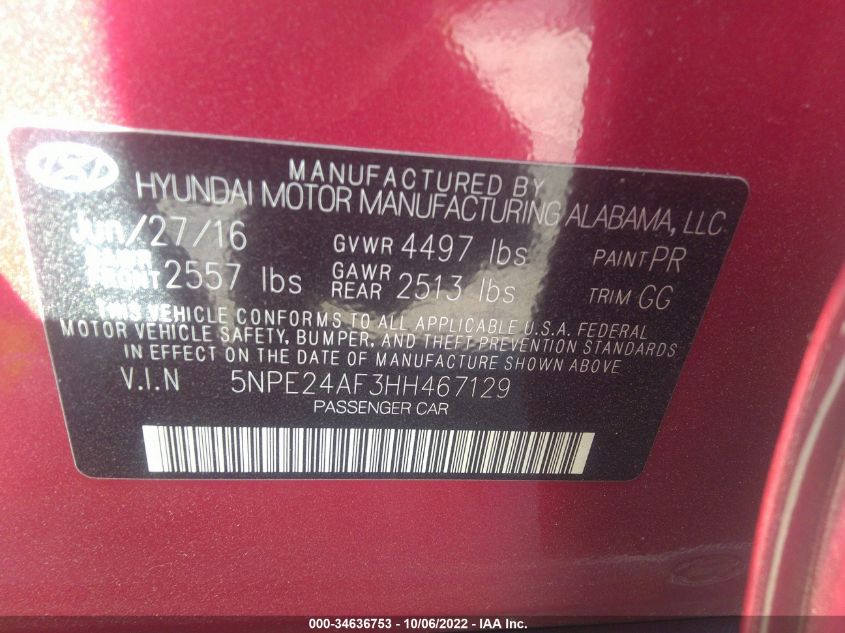 MANUFACTURED BY
HYUNDAI MOTOR MANUFACTURING ALABAMA, LLC
Jun/27/16 GVWR 4497 lbs PAINT PR
GAWR FRONT 2557 lbs GAWR REAR 2513 lbs TRIM GG
THIS VEHICLE CONFORMS TO ALL APPLICABLE U.S.A. FEDERAL
MOTOR VEHICLE SAFETY, BUMPER, AND THEFT PREVENTION STANDARDS
IN EFFECT ON THE DATE OF MANUFACTURE SHOWN ABOVE
V.I.N 5NPE24AF3HH467129
PASSENGER CAR
000-34636753 - 10/06/2022 - IAA Inc.